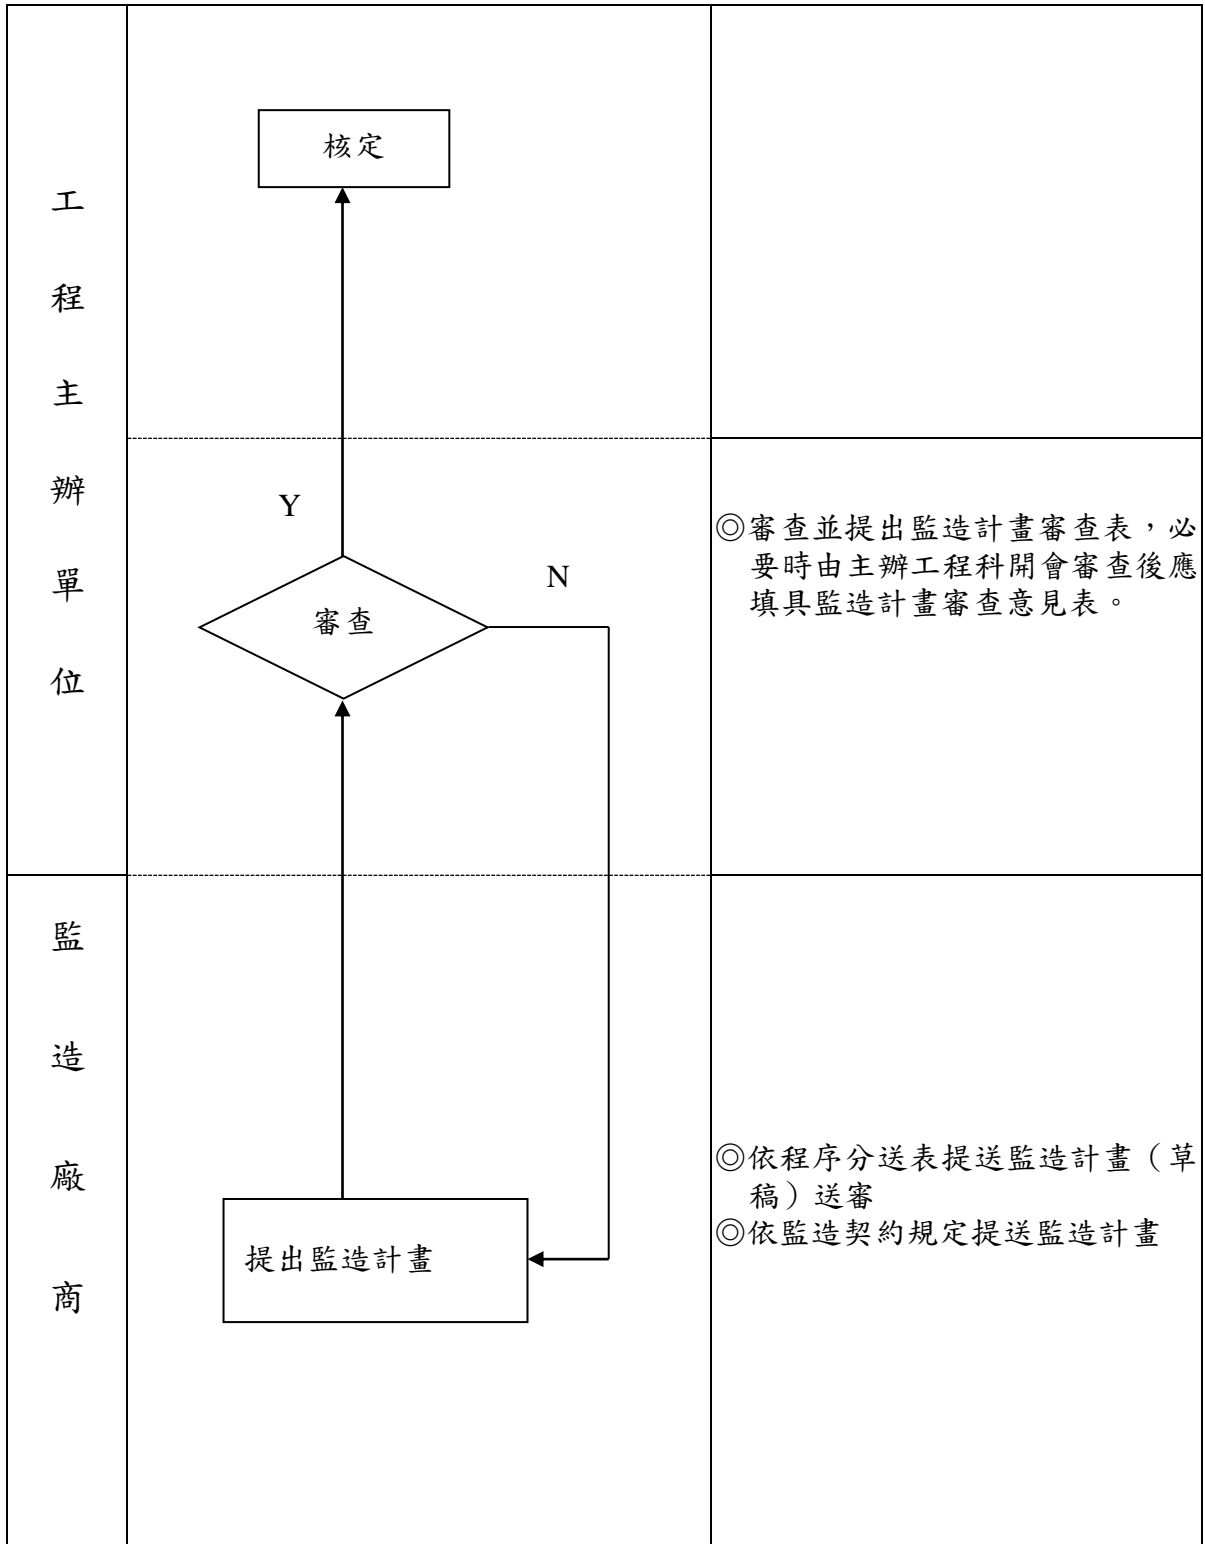 工程主辦單位
核定
Y
N
審查
◎審查並提出監造計畫審查表，必
要時由主辦工程科開會審查後應
填具監造計畫審查意見表。
監造廠商
提出監造計畫
◎依程序分送表提送監造計畫（草
稿）送審
◎依監造契約規定提送監造計畫